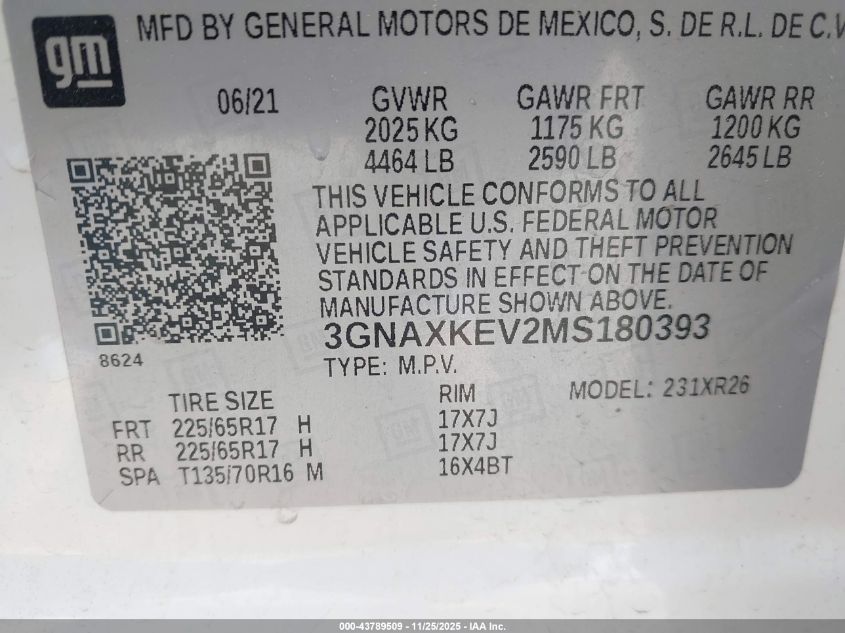 gm
MFD BY GENERAL MOTORS DE MEXICO, S. DE R.L. DE C.V
06/21 GVWR GAWR FRT GAWR RR
2025 KG 1175 KG 1200 KG
4464 LB 2590 LB 2645 LB
THIS VEHICLE CONFORMS TO ALL
APPLICABLE U.S. FEDERAL MOTOR
VEHICLE SAFETY AND THEFT PREVENTION
STANDARDS IN EFFECT ON THE DATE OF
MANUFACTURE SHOWN ABOVE.
3GNAXKEV2MS180393
8624
TYPE: M.P.V.
TIRE SIZE RIM MODEL: 231XR26
FRT 225/65R17 H 17X7J
RR 225/65R17 H 17X7J
SPA T135/70R16 M 16X4BT
000-43789509 - 11/25/2025 - IAA Inc.